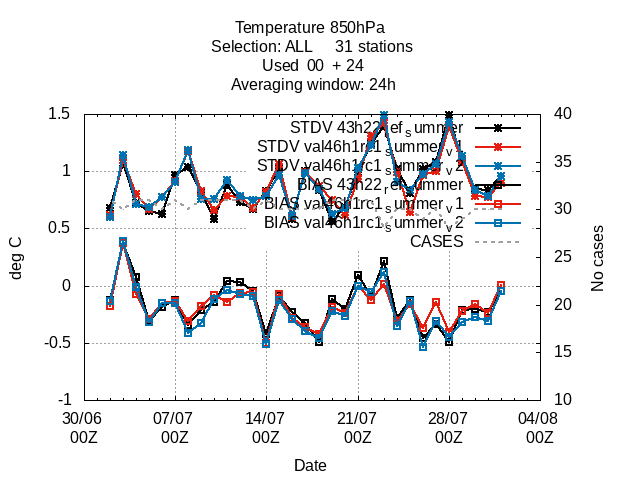 Temperature 850hPa
Selection: ALL 31 stations
Used 00 + 24
Averaging window: 24h
1.5
1
0.5
0
-0.5
-1
deg C
40
35
30
25
20
15
10
No cases
STDV 43h22_ref_summer
STDV val46h1rc1_summer_v1
STDV val46h1rc1_summer_v2
BIAS 43h22_ref_summer
BIAS val46h1rc1_summer_v1
BIAS val46h1rc1_summer_v2
CASES
30/06 07/07 14/07 21/07 28/07 04/08
00Z 00Z 00Z 00Z 00Z 00Z
Date